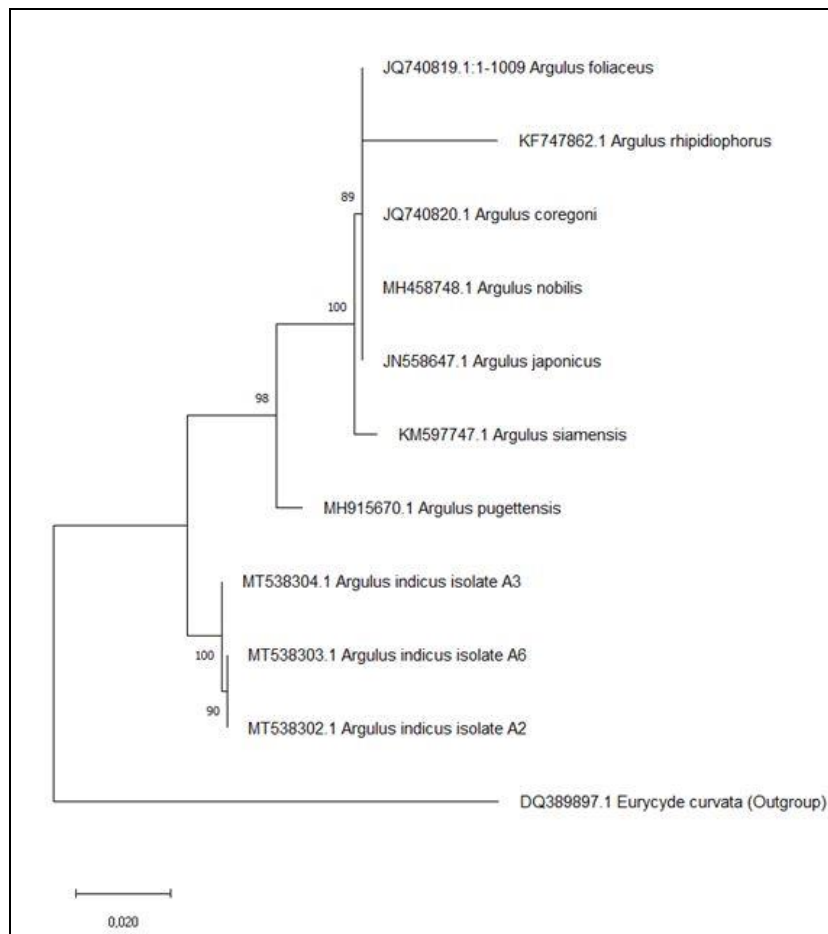 JQ740819.1:1-1009 Argulus foliaceus
KF747862.1 Argulus rhipidiophorus
89
JQ740820.1 Argulus coregoni
MH458748.1 Argulus nobilis
100
JN558647.1 Argulus japonicus
98
KM597747.1 Argulus siamensis
MH915670.1 Argulus pugettensis
MT538304.1 Argulus indicus isolate A3
100
MT538303.1 Argulus indicus isolate A6
90
MT538302.1 Argulus indicus isolate A2
DQ389897.1 Eurycyde curvata (Outgroup)
0,020